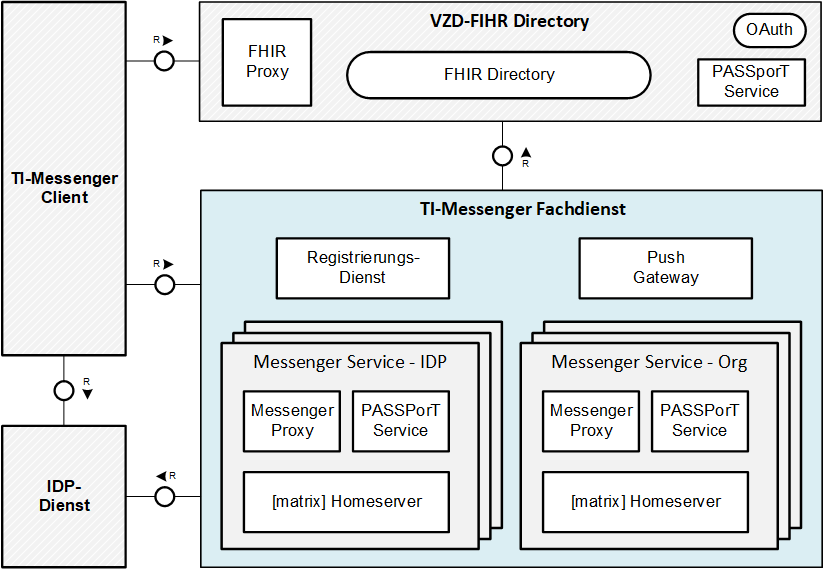 VZD-FIHR Directory
OAuth
FHIR
Proxy
FHIR Directory
PASSporT
Service
R
TI-Messenger
Client
R
TI-Messenger Fachdienst
R
Registrierungs-
Dienst
Push
Gateway
Messenger Service - IDP
Messenger
Proxy
PASSPorT
Service
[matrix] Homeserver
Messenger Service - Org
Messenger
Proxy
PASSPorT
Service
[matrix] Homeserver
R
IDP-
Dienst
R